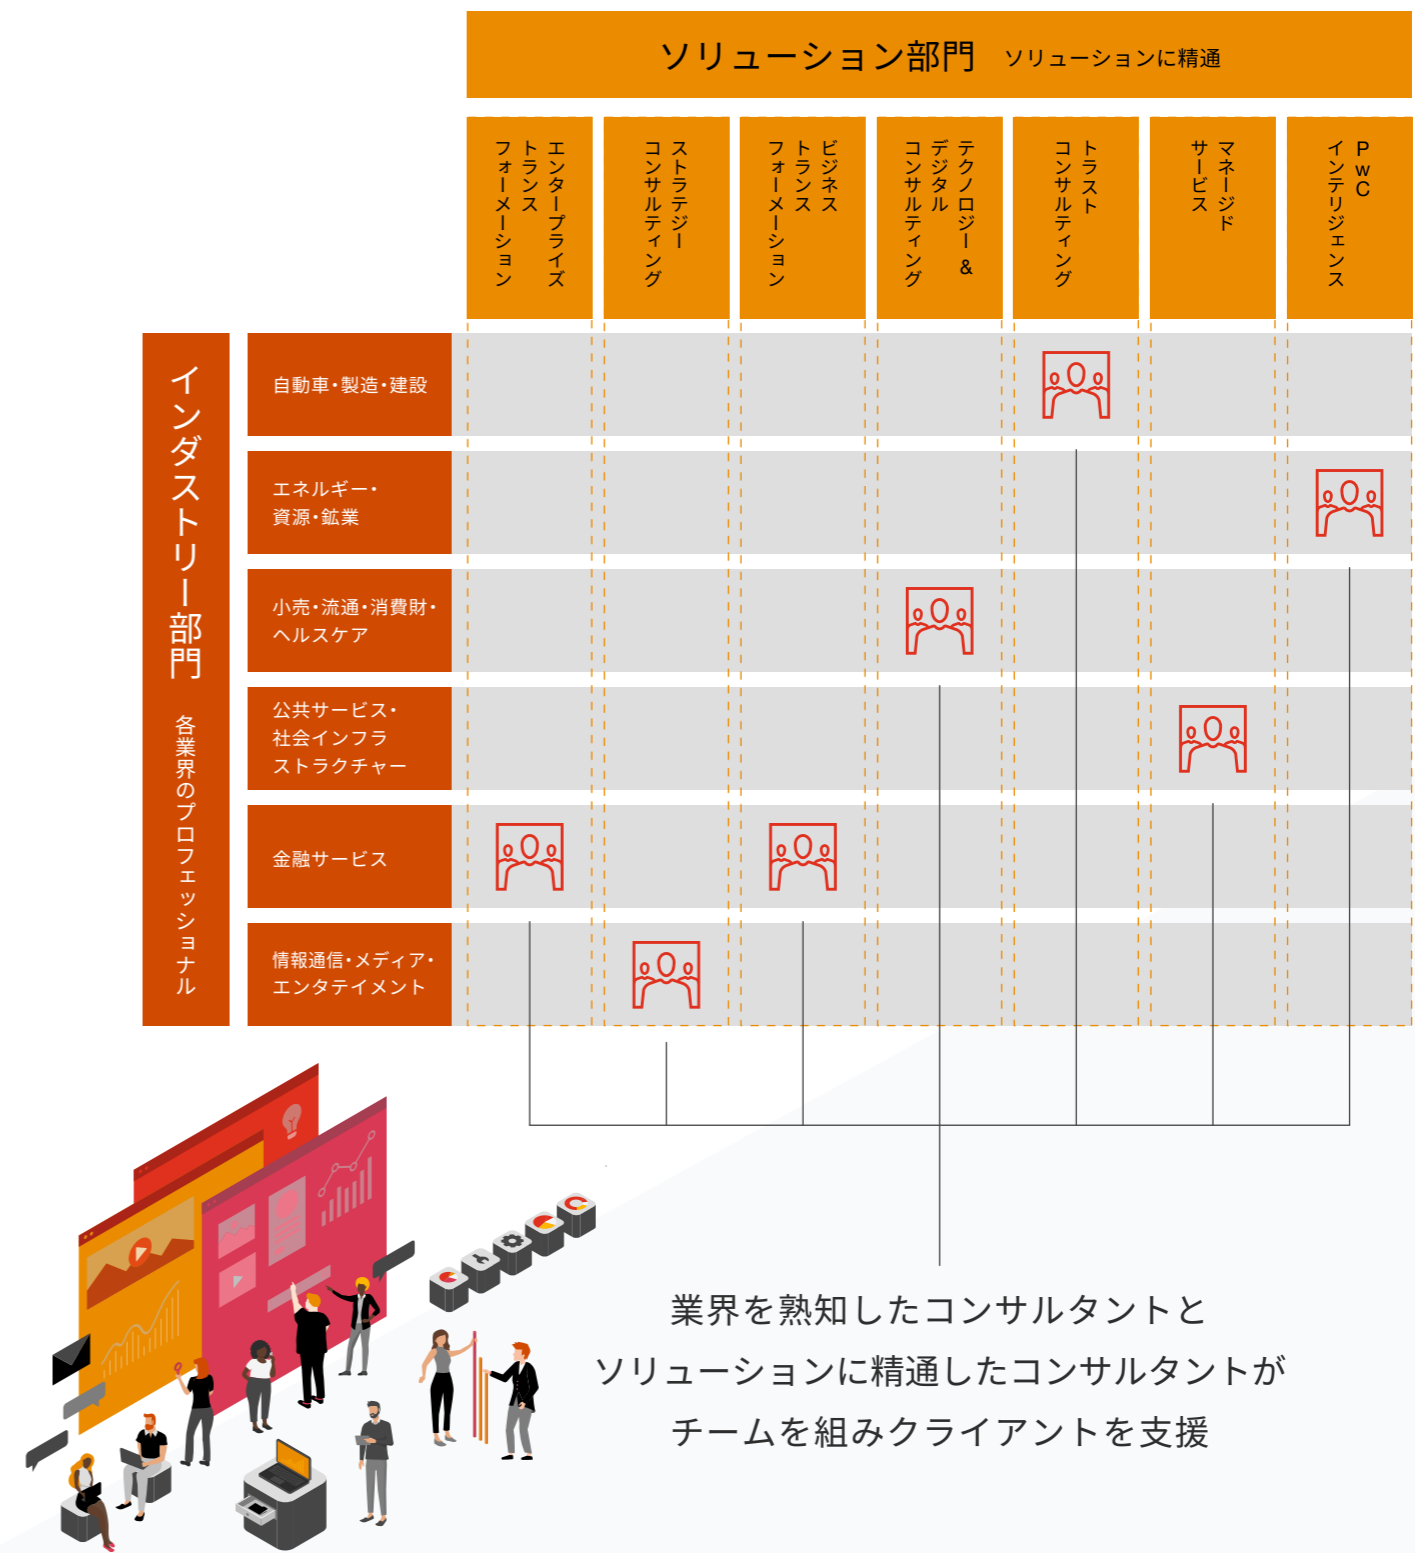 ソリューション部門 ソリューションに精通
エンタープライズ
トランス
フォーメーション
ストラテジー
コンサルティング
ビジネス
トランス
フォーメーション
テクノロジー&
デジタル
コンサルティング
トラスト
コンサルティング
マネージド
サービス
PwC
インテリジェンス
インダストリー部門 各業界のプロフェッショナル
自動車・製造・建設
エネルギー・
資源・鉱業
小売・流通・消費財・
ヘルスケア
公共サービス・
社会インフラ
ストラクチャー
金融サービス
情報通信・メディア・
エンタテイメント
業界を熟知したコンサルタントと
ソリューションに精通したコンサルタントが
チームを組みクライアントを支援